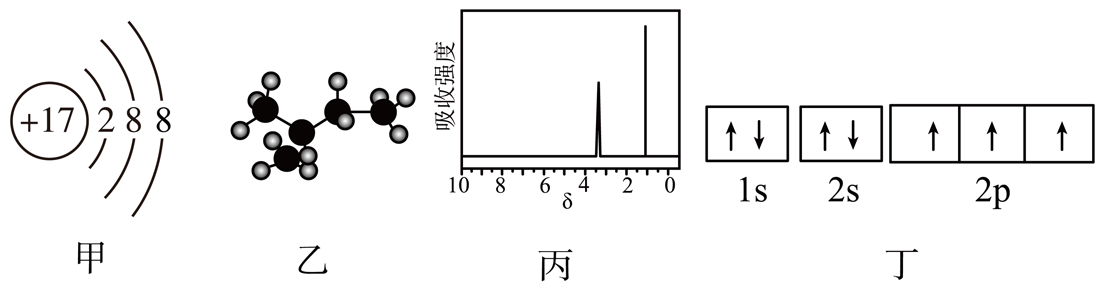 +17 2 8 8
甲
乙
吸收强度
10 8 6 4 2 0
δ
丙
↑↓ ↑↓ ↑ ↑ ↑
1s 2s 2p
丁